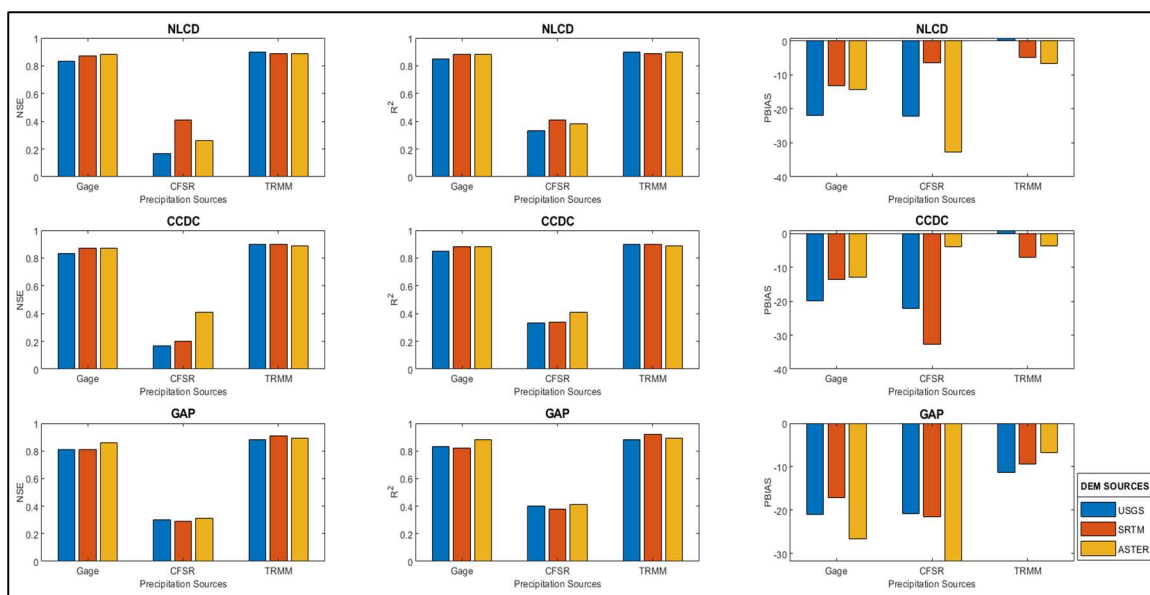 NLCD
1
0.8
0.6
0.4
0.2
0
NSE
Gage CFSR TRMM
Precipitation Sources
NLCD
1
0.8
0.6
0.4
0.2
0
R2
Gage CFSR TRMM
Precipitation Sources
NLCD
0
-10
-20
-30
-40
PBIAS
Gage CFSR TRMM
Precipitation Sources
CCDC
1
0.8
0.6
0.4
0.2
0
NSE
Gage CFSR TRMM
Precipitation Sources
CCDC
1
0.8
0.6
0.4
0.2
0
R2
Gage CFSR TRMM
Precipitation Sources
CCDC
0
-10
-20
-30
-40
PBIAS
Gage CFSR TRMM
Precipitation Sources
GAP
1
0.8
0.6
0.4
0.2
0
NSE
Gage CFSR TRMM
Precipitation Sources
GAP
1
0.8
0.6
0.4
0.2
0
R2
Gage CFSR TRMM
Precipitation Sources
GAP
0
-10
-20
-30
PBIAS
Gage CFSR TRMM
Precipitation Sources
DEM SOURCES
USGS
SRTM
ASTER